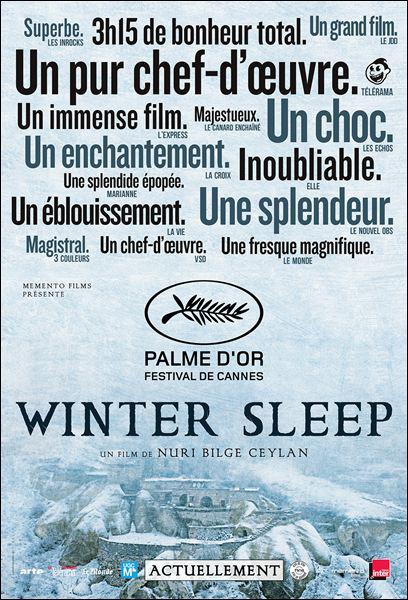 Superbe.
LES INROCKS
3h15 de bonheur total.
Un grand film.
LE JDD
Un pur chef-d'œuvre.
TÉLÉRAMA
Un immense film.
L'EXPRESS
Majestueux.
LE CANARD ENCHAÎNÉ
Un choc.
LES ECHOS
Un enchantement.
LA CROIX
Inoubliable.
ELLE
Une splendide épopée.
MARIANNE
Un éblouissement.
LA VIE
Une splendeur.
LE NOUVEL OBS
Magistral.
3 COULEURS
Un chef-d'œuvre.
VSD
Une fresque magnifique.
LE MONDE
MEMENTO FILMS
PRÉSENTE
PALME D'OR
FESTIVAL DE CANNES
WINTER SLEEP
UN FILM DE NURI BILGE CEYLAN
arte
Le Monde
UGC
M
ACTUELLEMENT
memento
inter